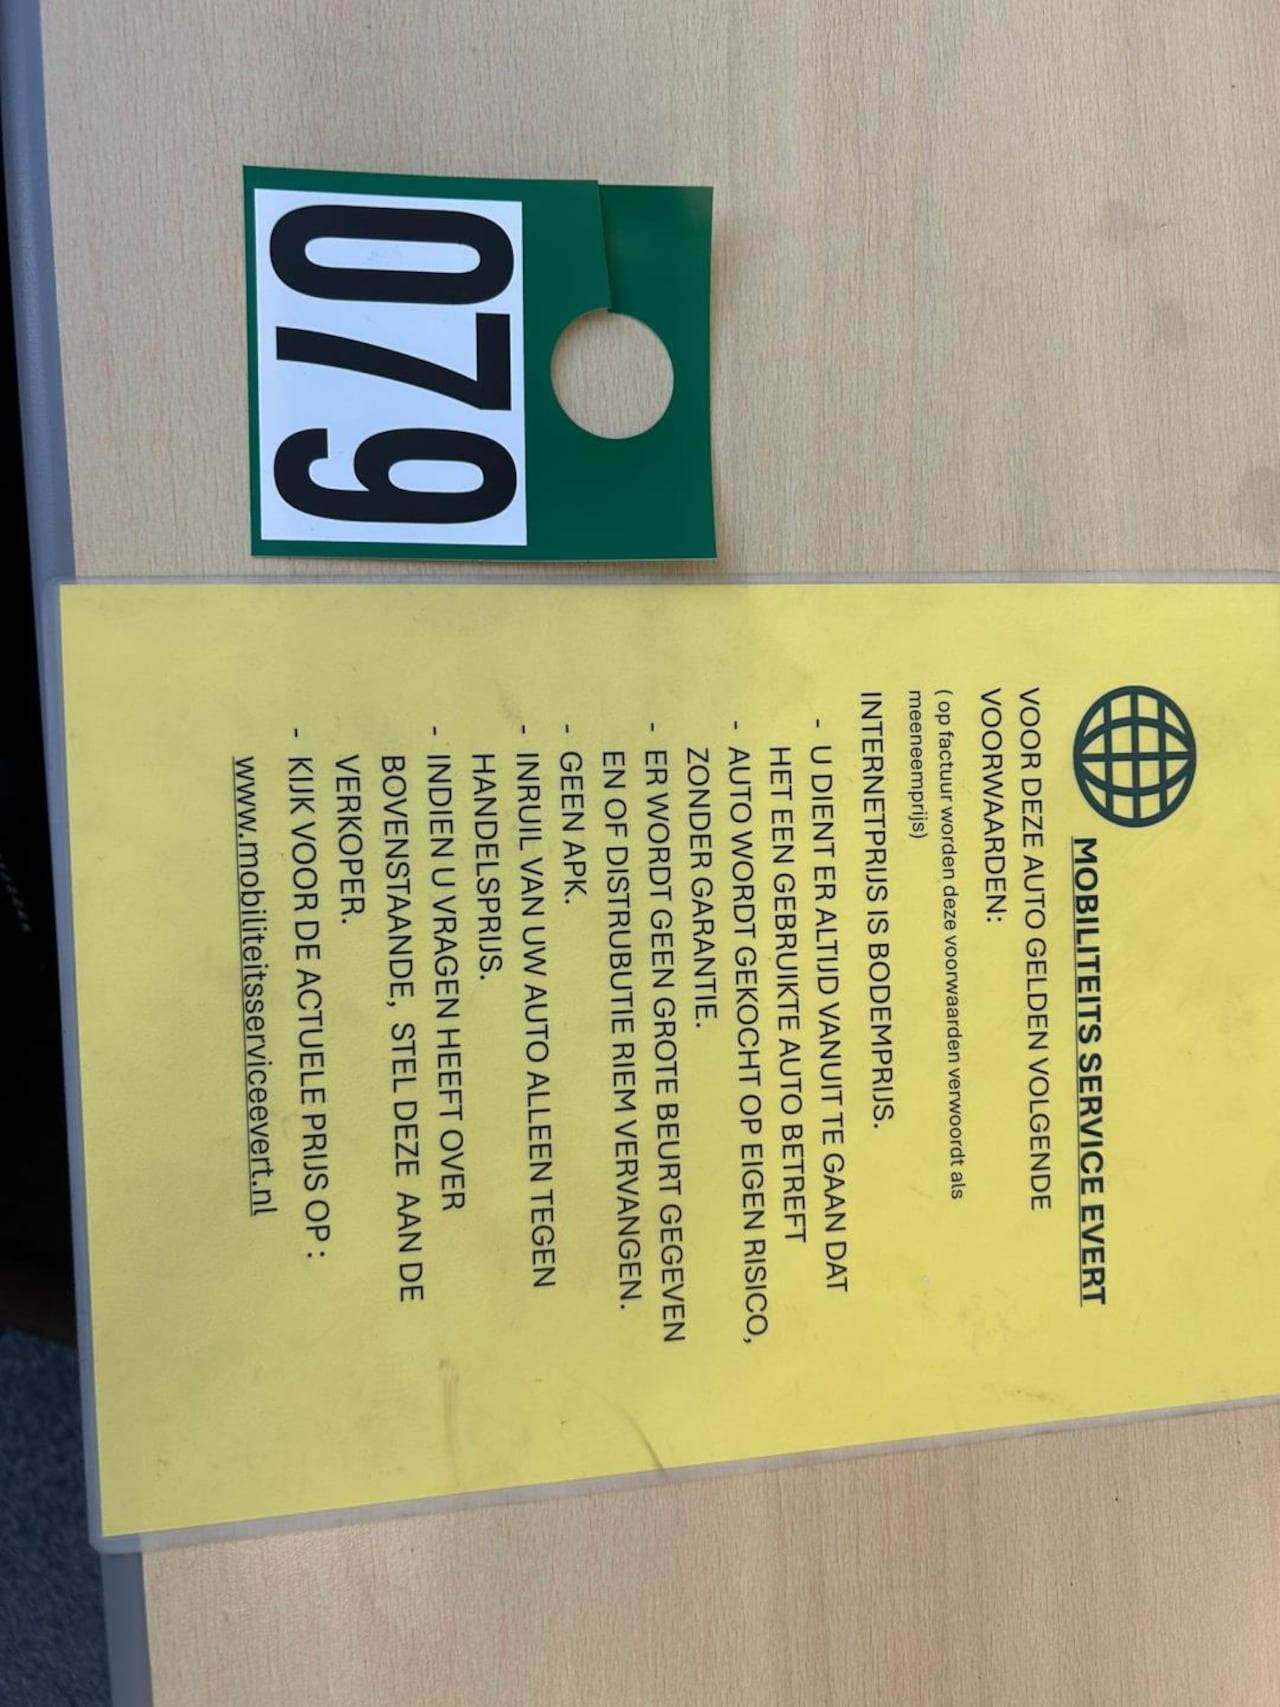 079
MOBILITEITS SERVICE EVERT
VOOR DEZE AUTO GELDEN VOLGENDE
VOORWAARDEN:
( op factuur worden deze voorwaarden verwoordt als
meeneemprijs)
INTERNETPRIJS IS BODEMPRIJS.
- U DIENT ER ALTIJD VANUIT TE GAAN DAT
HET EEN GEBRUIKTE AUTO BETREFT
- AUTO WORDT GEKOCHT OP EIGEN RISICO,
ZONDER GARANTIE.
- ER WORDT GEEN GROTE BEURT GEGEVEN
EN OF DISTRUBUTIE RIEM VERVANGEN.
- GEEN APK.
- INRUIL VAN UW AUTO ALLEEN TEGEN
HANDELSPRIJS.
- INDIEN U VRAGEN HEEFT OVER
BOVENSTAANDE, STEL DEZE AAN DE
VERKOPER.
- KIJK VOOR DE ACTUELE PRIJS OP :
www.mobiliteitsserviceevert.nl